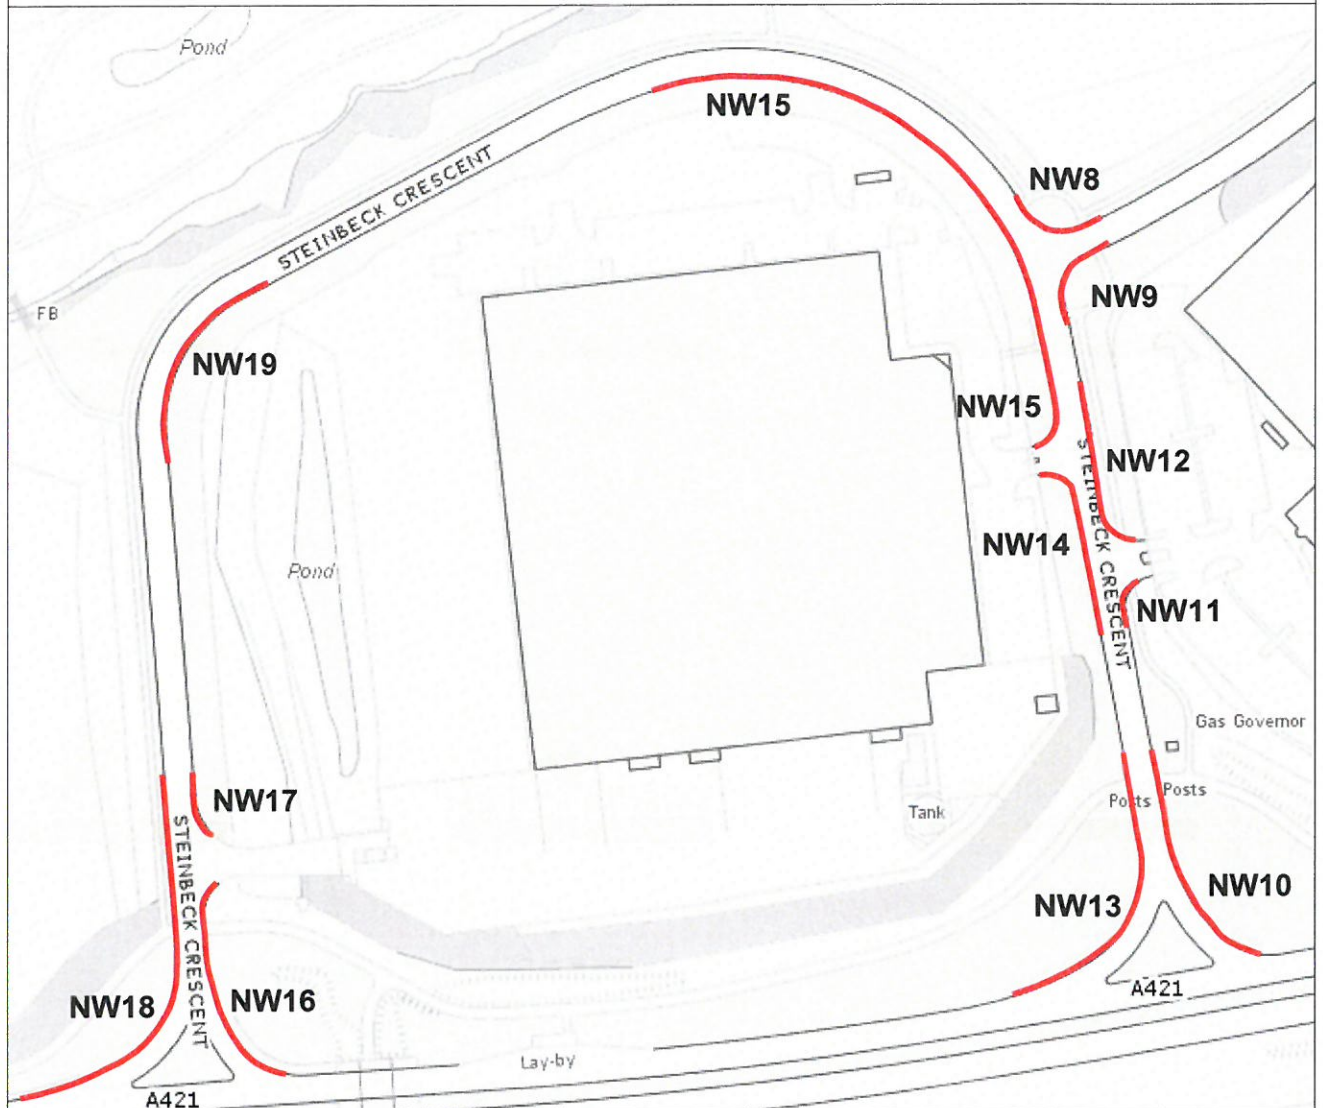 Pond
NW15
NW8
STEINBECK CRESCENT
NW9
FB
NW19
NW15
NW12
STEINBECK CRESCENT
NW14
Pond
NW11
Gas Governor
Posts
Posts
NW17
Tank
STEINBECK CRESCENT
NW10
NW13
A421
NW18
NW16
Lay-by
A421